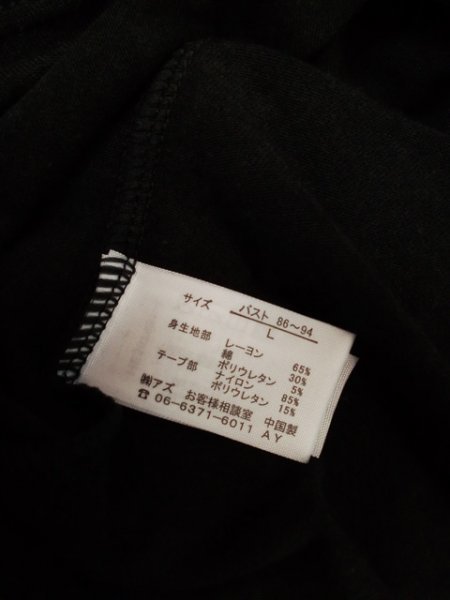 サイズ バスト 86～94
L
身生地部 レーヨン 65%
綿 30%
ポリウレタン 5%
テープ部 ナイロン 85%
ポリウレタン 15%
㈱アズ お客様相談室 中国製
☎ 06-6371-6011 AY